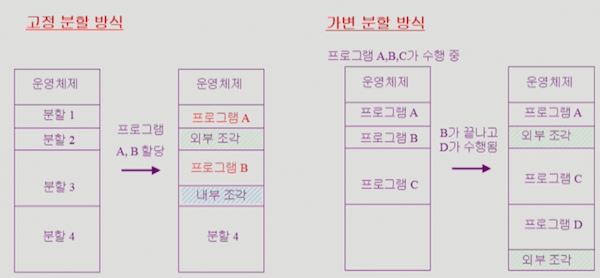 고정 분할 방식
운영체제
분할 1
분할 2
분할 3
분할 4
프로그램
A, B 할당
운영체제
프로그램 A
외부 조각
프로그램 B
내부 조각
분할 4
가변 분할 방식
프로그램 A,B,C가 수행 중
운영체제
프로그램 A
프로그램 B
프로그램 C
B가 끝나고
D가 수행됨
운영체제
프로그램 A
외부 조각
프로그램 C
프로그램 D
외부 조각